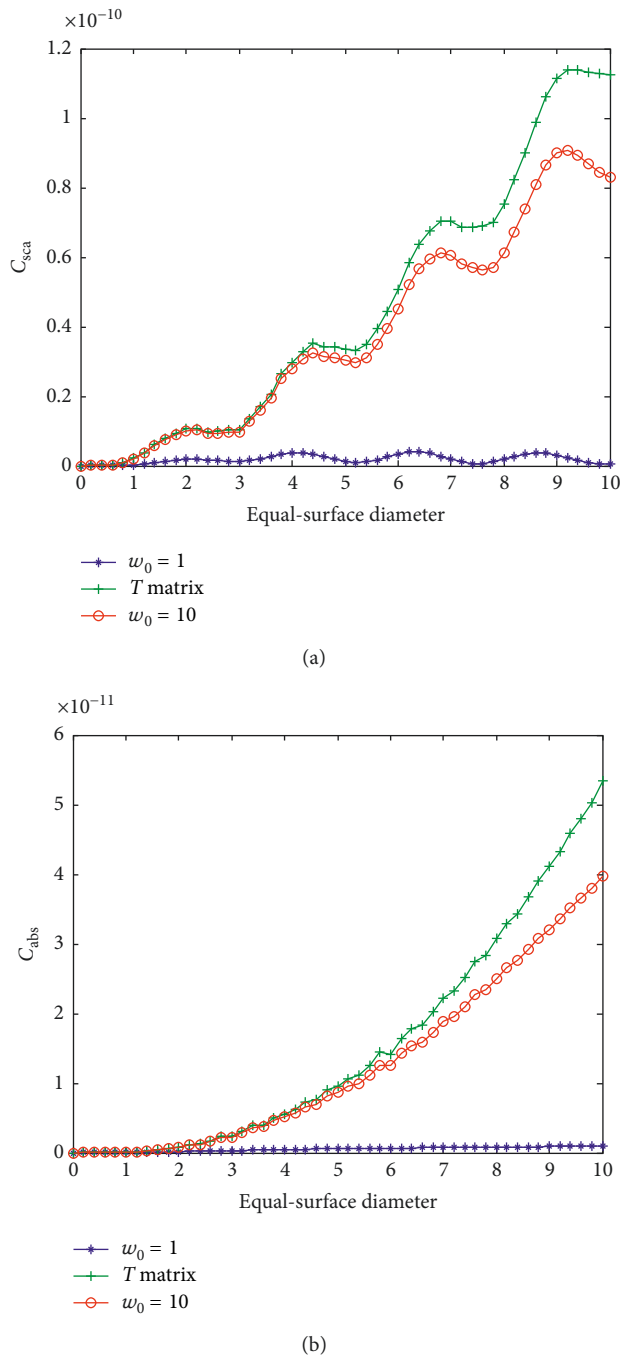 ×10⁻¹⁰
1.2
1
0.8
0.6
0.4
0.2
0
C_sca
0 1 2 3 4 5 6 7 8 9 10
Equal-surface diameter
w₀ = 1
T matrix
w₀ = 10
(a)
×10⁻¹¹
6
5
4
3
2
1
0
C_abs
0 1 2 3 4 5 6 7 8 9 10
Equal-surface diameter
w₀ = 1
T matrix
w₀ = 10
(b)